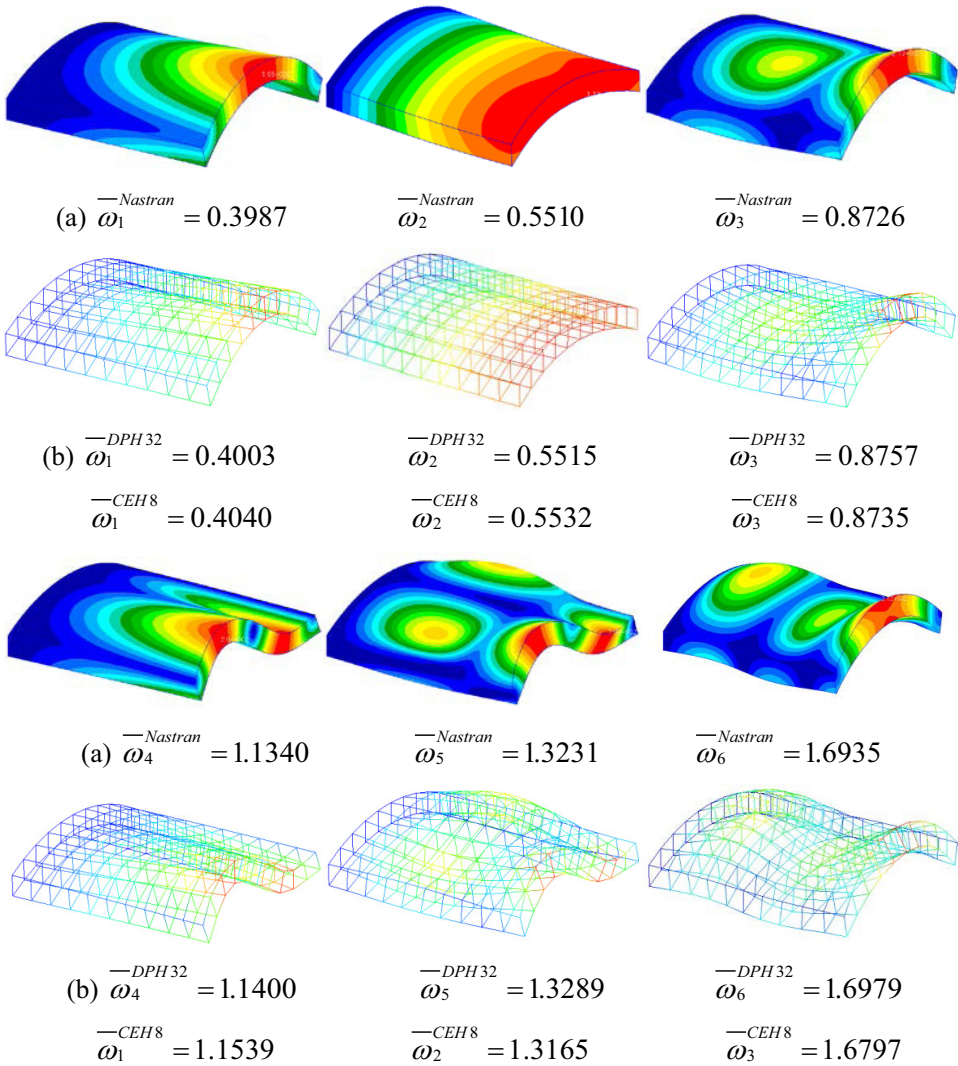 (a) ω̅₁^Nastran = 0.3987 ω̅₂^Nastran = 0.5510 ω̅₃^Nastran = 0.8726
(b) ω̅₁^DPH32 = 0.4003 ω̅₂^DPH32 = 0.5515 ω̅₃^DPH32 = 0.8757
ω̅₁^CEH8 = 0.4040 ω̅₂^CEH8 = 0.5532 ω̅₃^CEH8 = 0.8735
(a) ω̅₄^Nastran = 1.1340 ω̅₅^Nastran = 1.3231 ω̅₆^Nastran = 1.6935
(b) ω̅₄^DPH32 = 1.1400 ω̅₅^DPH32 = 1.3289 ω̅₆^DPH32 = 1.6979
ω̅₁^CEH8 = 1.1539 ω̅₂^CEH8 = 1.3165 ω̅₃^CEH8 = 1.6797